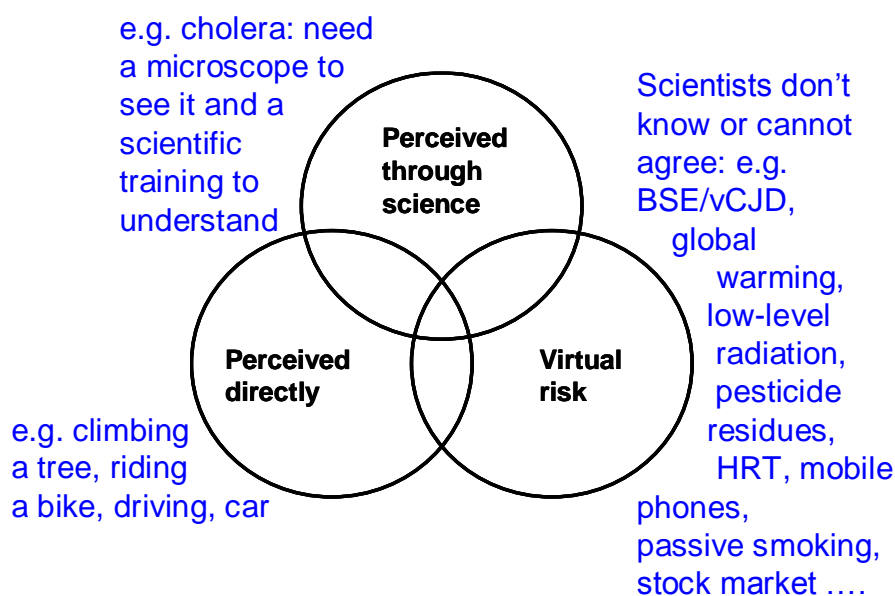 e.g. cholera: need
a microscope to
see it and a
scientific
training to
understand
Perceived
through
science
Scientists don't
know or cannot
agree: e.g.
BSE/vCJD,
global
warming,
low-level
radiation,
pesticide
residues,
HRT, mobile
phones,
passive smoking,
stock market ....
Perceived
directly
Virtual
risk
e.g. climbing
a tree, riding
a bike, driving, car